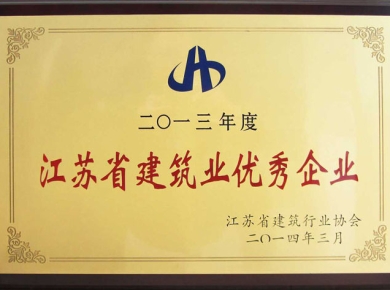 二〇一三年度
江苏省建筑业优秀企业
江苏省建筑行业协会
二〇一四年三月